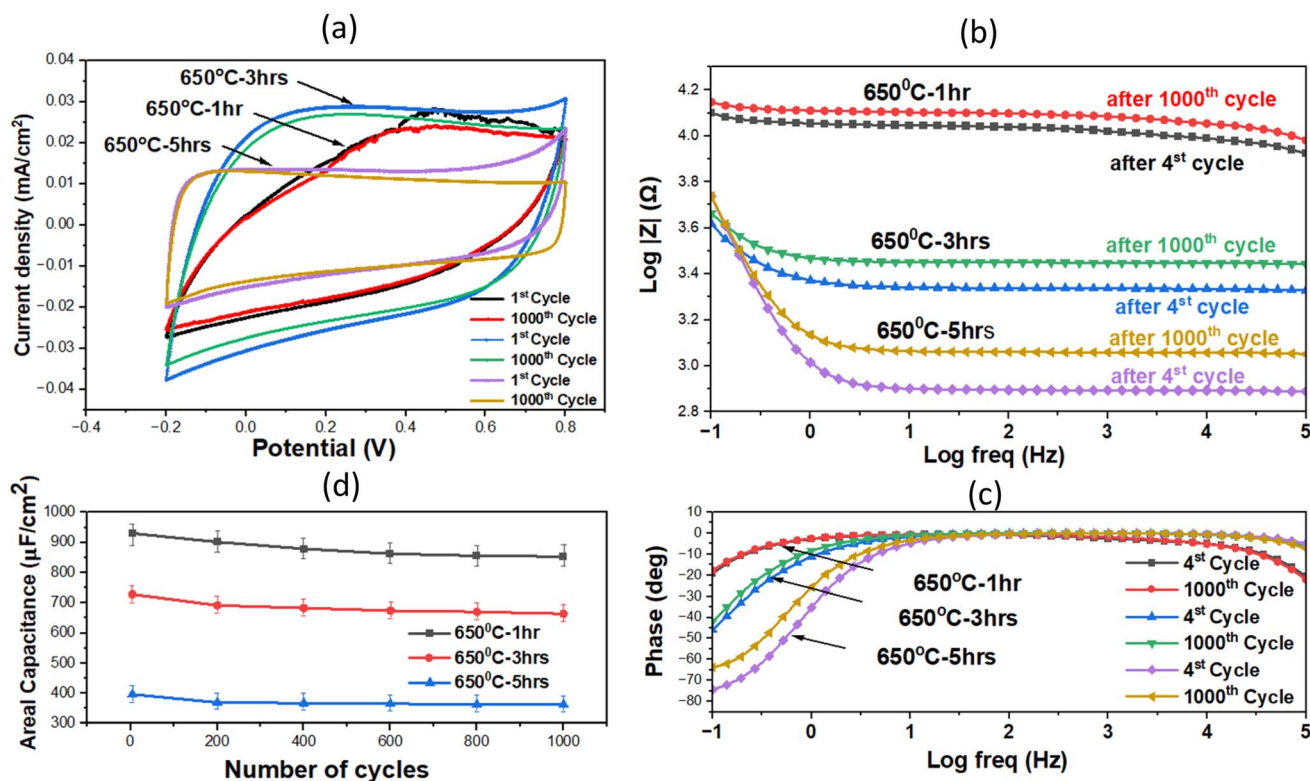 (a)
0.04
0.03
0.02
0.01
0.00
−0.01
−0.02
−0.03
−0.04
Current density (mA/cm²)
650°C-3hrs
650°C-1hr
650°C-5hrs
1st Cycle
1000th Cycle
1st Cycle
1000th Cycle
1st Cycle
1000th Cycle
−0.4 −0.2 0.0 0.2 0.4 0.6 0.8
Potential (V)
(b)
4.2
4.0
3.8
3.6
3.4
3.2
3.0
2.8
Log |Z| (Ω)
650⁰C-1hr
after 1000th cycle
after 4st cycle
650⁰C-3hrs
after 1000th cycle
after 4st cycle
650⁰C-5hrs
after 1000th cycle
after 4st cycle
−1 0 1 2 3 4 5
Log freq (Hz)
(d)
1000
900
800
700
600
500
400
300
Areal Capacitance (µF/cm²)
650⁰C-1hr
650⁰C-3hrs
650⁰C-5hrs
0 200 400 600 800 1000
Number of cycles
(c)
10
0
−10
−20
−30
−40
−50
−60
−70
−80
Phase (deg)
650°C-1hr
650°C-3hrs
650°C-5hrs
4st Cycle
1000th Cycle
4st Cycle
1000th Cycle
4st Cycle
1000th Cycle
−1 0 1 2 3 4 5
Log freq (Hz)